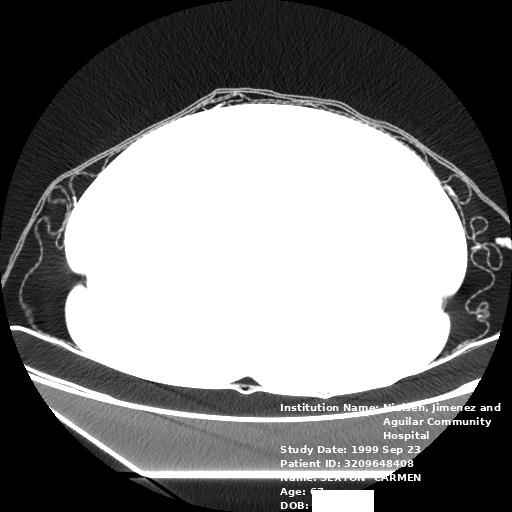 Institution Name: Nielsen, Jimenez and
Aguilar Community
Hospital
Study Date: 1999 Sep 23
Patient ID: 3209648408
Name: SEXTON CARMEN
Age:
DOB: